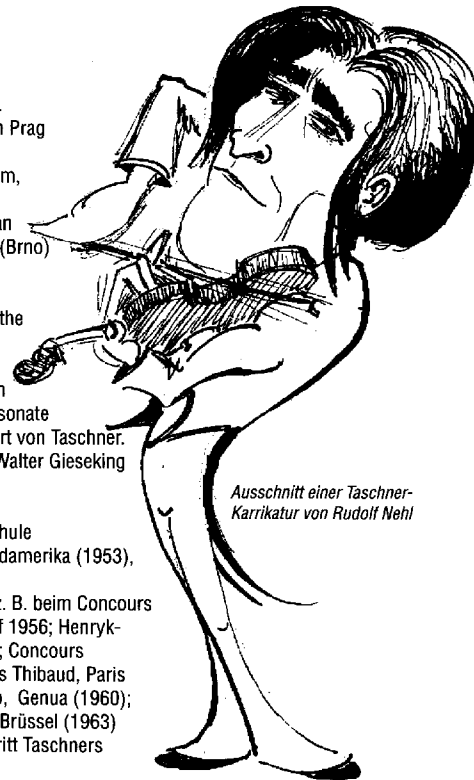 n Prag
m,
an
(Brno)
the
n
sonate
rt von Taschner.
Walter Gieseking
hule
damerika (1953),
z. B. beim Concours
f 1956; Henryk-
; Concours
s Thibaud, Paris
o, Genua (1960);
Brüssel (1963)
ritt Taschners
Ausschnitt einer Taschner-
Karrikatur von Rudolf Nehl